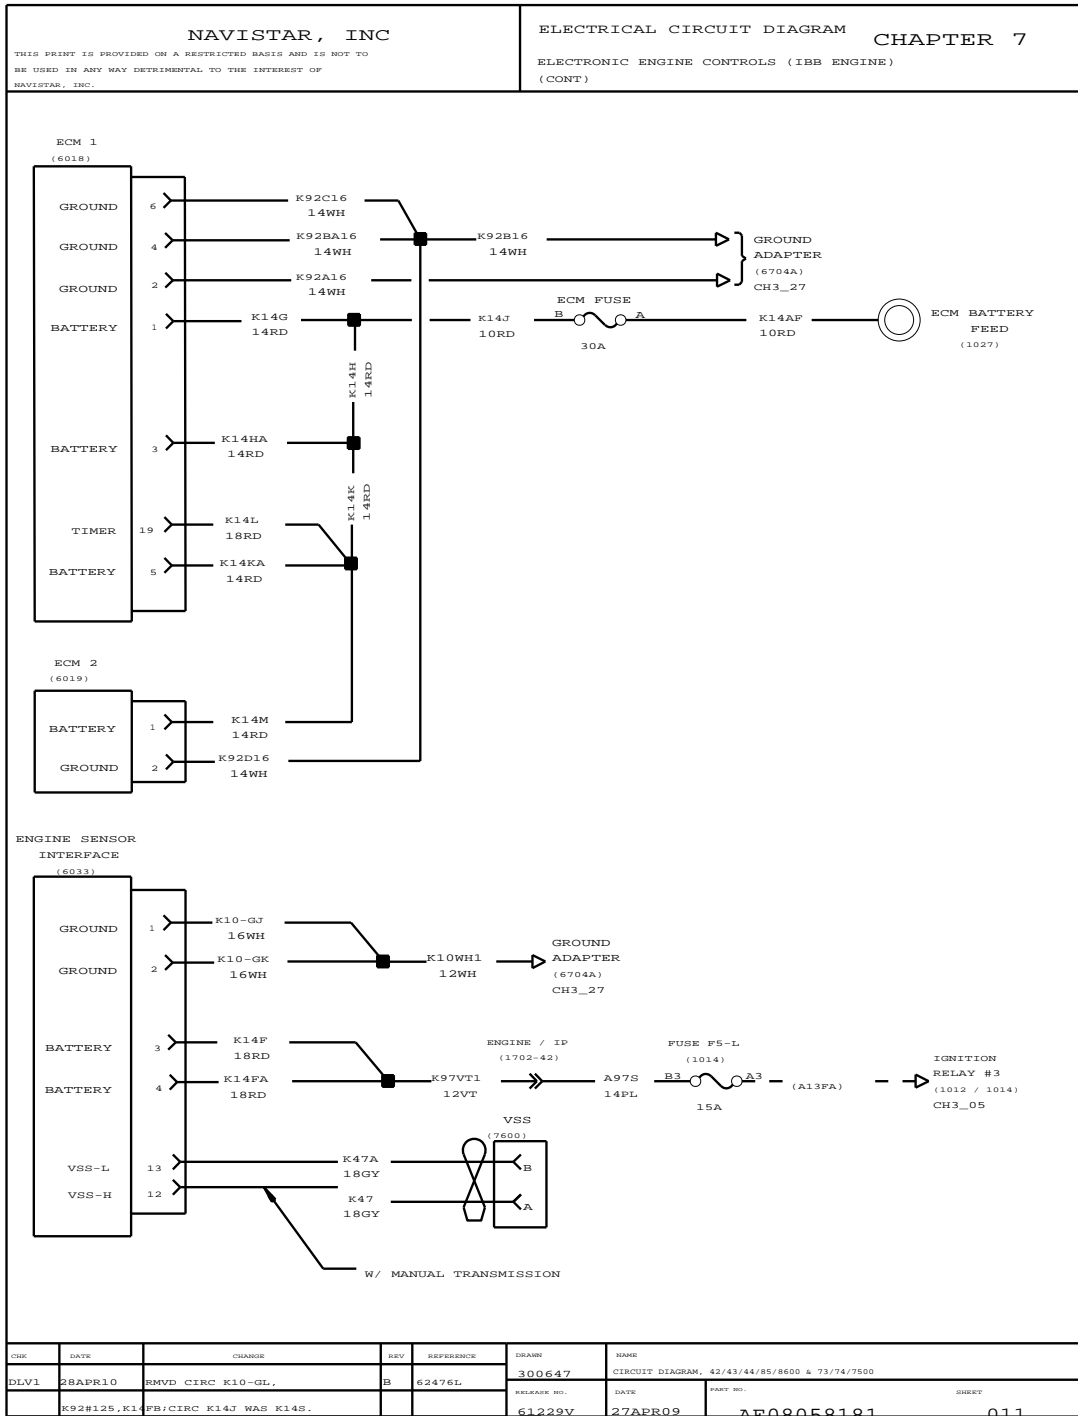 NAVISTAR, INC
THIS PRINT IS PROVIDED ON A RESTRICTED BASIS AND IS NOT TO
BE USED IN ANY WAY DETRIMENTAL TO THE INTEREST OF
NAVISTAR, INC.
ELECTRICAL CIRCUIT DIAGRAM
CHAPTER 7
ELECTRONIC ENGINE CONTROLS (IBB ENGINE)
(CONT)
ECM 1
(6018)
GROUND 6 K92C16
14WH
GROUND 4 K92BA16 K92B16
14WH 14WH
GROUND
ADAPTER
(6704A)
CH3_27
GROUND 2 K92A16
14WH
BATTERY 1 K14G
14RD
K14J
10RD
ECM FUSE
B A
30A
K14AF
10RD
ECM BATTERY
FEED
(1027)
K14H
14RD
BATTERY 3 K14HA
14RD
K14K
14RD
TIMER 19 K14L
18RD
BATTERY 5 K14KA
14RD
ECM 2
(6019)
BATTERY 1 K14M
14RD
GROUND 2 K92D16
14WH
ENGINE SENSOR
INTERFACE
(6033)
GROUND 1 K10-GJ
16WH
GROUND 2 K10-GK
16WH
K10WH1
12WH
GROUND
ADAPTER
(6704A)
CH3_27
BATTERY 3 K14F
18RD
BATTERY 4 K14FA
18RD
K97VT1
12VT
ENGINE / IP
(1702-42)
A97S
14PL
FUSE F5-L
(1014)
B3 A3
15A
(A13FA)
IGNITION
RELAY #3
(1012 / 1014)
CH3_05
VSS
(7600)
VSS-L 13 K47A
18GY
B
VSS-H 12 K47
18GY
A
W/ MANUAL TRANSMISSION
CHK DATE CHANGE REV REFERENCE
DLV1 28APR10 RMVD CIRC K10-GL, B 62476L
K92#125,K14FB;CIRC K14J WAS K14S.
DRAWN
300647
NAME
CIRCUIT DIAGRAM, 42/43/44/85/8600 & 73/74/7500
RELEASE NO.
61229V
DATE
27APR09
PART NO.
AF08058181
SHEET
011